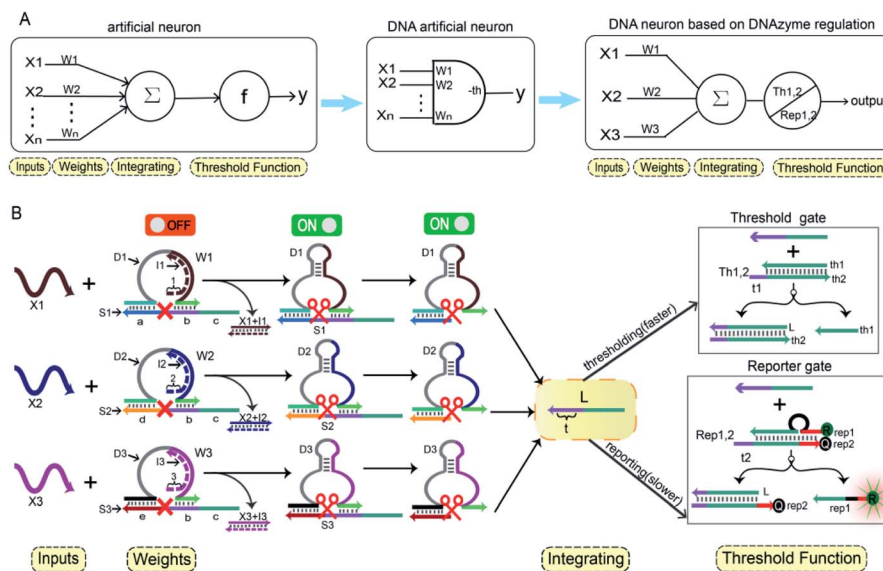 A
artificial neuron
X1 W1
X2 W2
Xn Wn
Σ
f
y
Inputs Weights Integrating Threshold Function
DNA artificial neuron
X1 W1
X2 W2
Xn Wn
-th
y
DNA neuron based on DNAzyme regulation
X1 W1
X2 W2
X3 W3
Σ
Th1,2
Rep1,2
output
Inputs Weights Integrating Threshold Function
B
OFF ON ON
X1 + D1 I1 W1 1
S1 a b c
X1+I1
D1
S1
D1
X2 + D2 I2 W2 2
S2 d b c
X2+I2
D2
S2
D2
X3 + D3 I3 W3 3
S3 e b c
X3+I3
D3
S3
D3
L
t
thresholding(faster)
reporting(slower)
Threshold gate
+
Th1,2 th1
t1 th2
L
th2
th1
Reporter gate
+
R
Rep1,2 rep1
Q rep2
t2
L
Q rep2
rep1 R
Inputs Weights Integrating Threshold Function